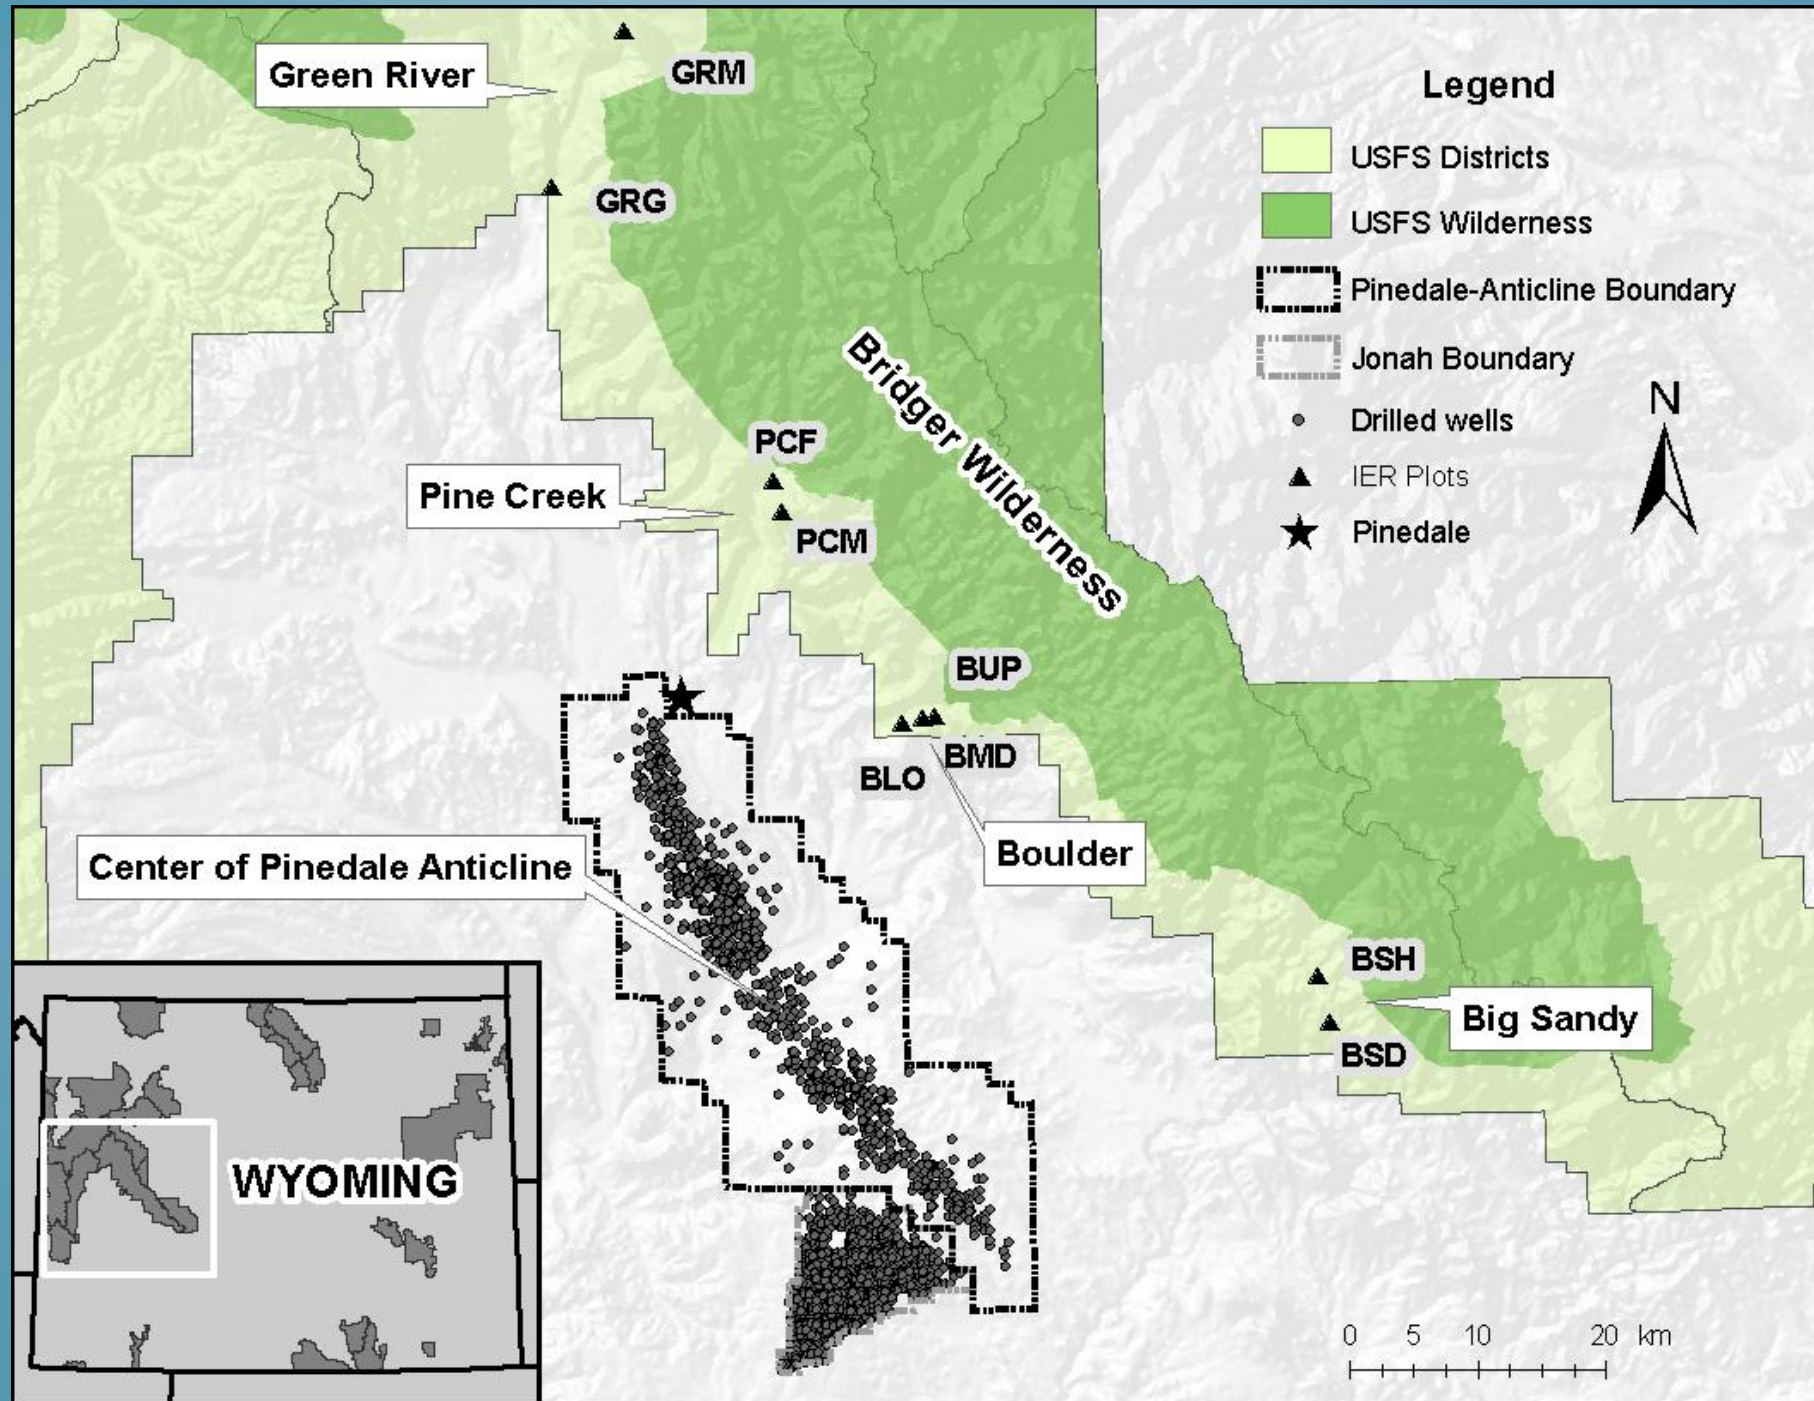 Green River
GRM
GRG
Legend
USFS Districts
USFS Wilderness
Pinedale-Anticline Boundary
Jonah Boundary
Drilled wells
IER Plots
Pinedale
N
Bridger Wilderness
PCF
Pine Creek
PCM
BUP
BMD
BLO
Boulder
Center of Pinedale Anticline
BSH
Big Sandy
BSD
WYOMING
0 5 10 20 km